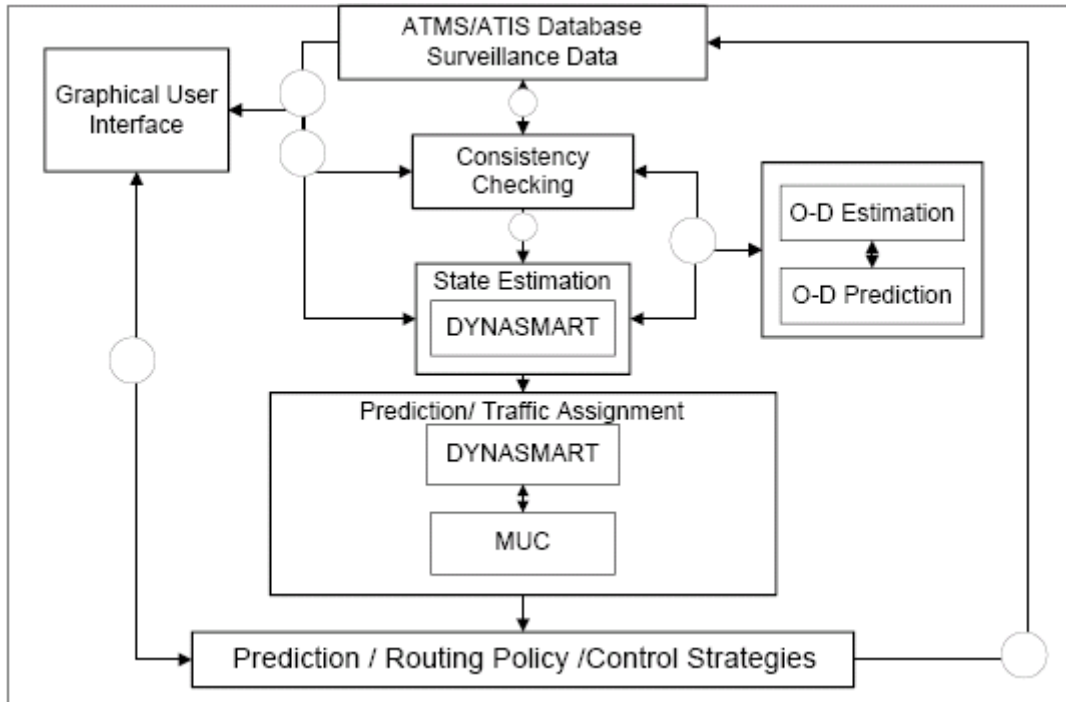 ATMS/ATIS Database
Surveillance Data
Graphical User
Interface
Consistency
Checking
O-D Estimation
O-D Prediction
State Estimation
DYNASMART
Prediction/ Traffic Assignment
DYNASMART
MUC
Prediction / Routing Policy /Control Strategies